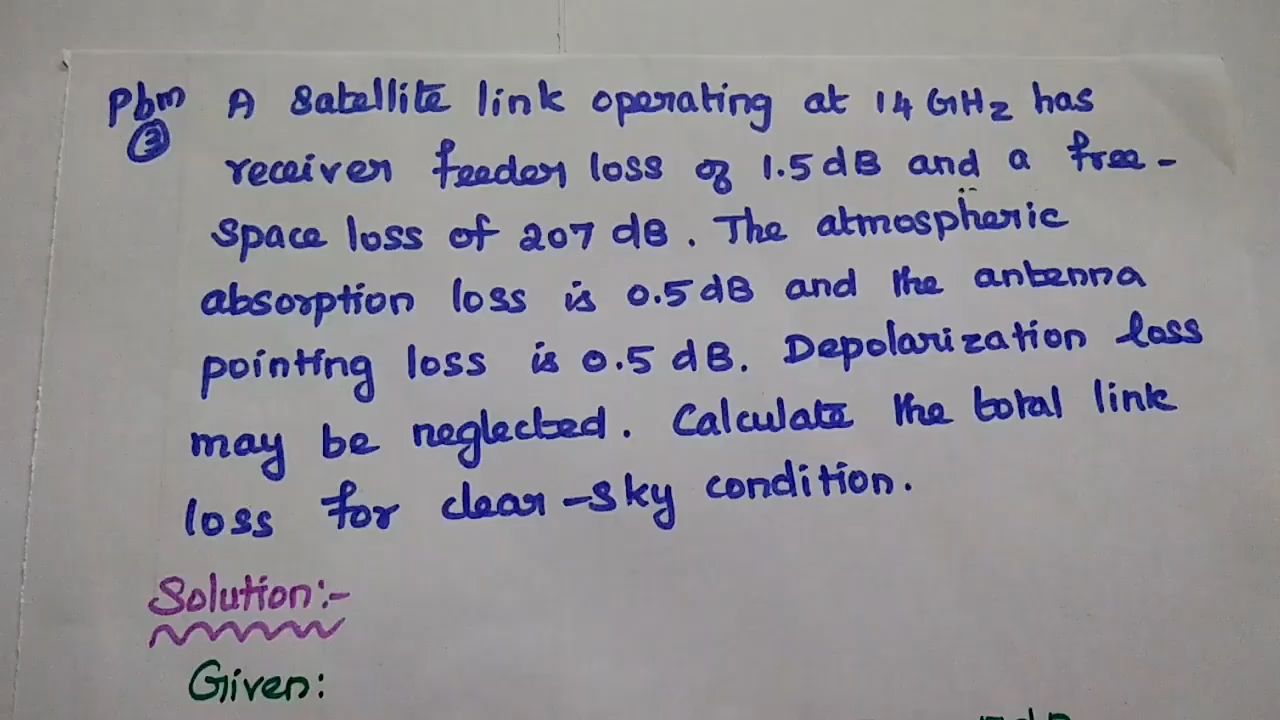 Pbm A Satellite link operating at 14 GHz has
③ receiver feeder loss of 1.5 dB and a free-
space loss of 207 dB. The atmospheric
absorption loss is 0.5 dB and the antenna
pointing loss is 0.5 dB. Depolarization loss
may be neglected. Calculate the total link
loss for clear-sky condition.
Solution:-
Given: